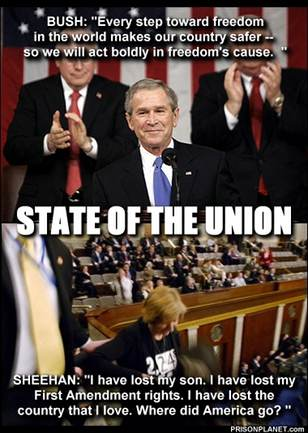 BUSH: "Every step toward freedom
in the world makes our country safer --
so we will act boldly in freedom's cause. "
STATE OF THE UNION
2,245
SHEEHAN: "I have lost my son. I have lost my
First Amendment rights. I have lost the
country that I love. Where did America go? "
PRISONPLANET.com